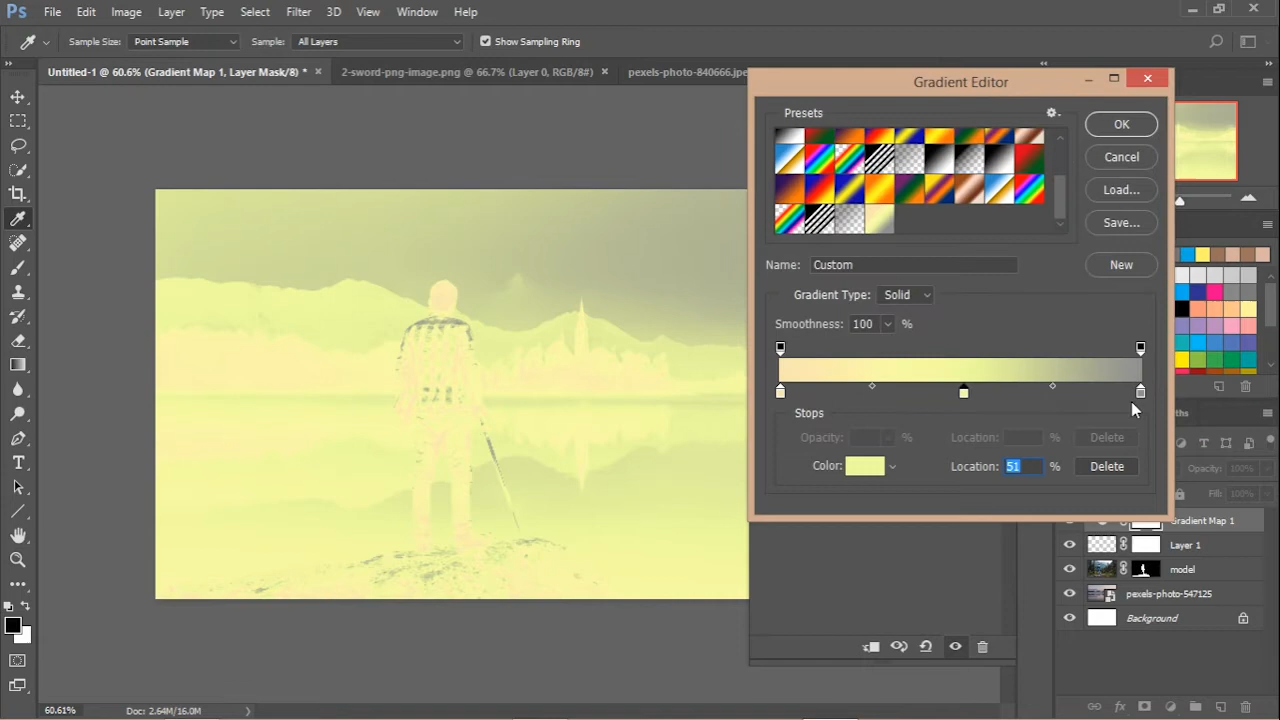 Ps File Edit Image Layer Type Select Filter 3D View Window Help
Sample Size: Point Sample Sample: All Layers Show Sampling Ring
Untitled-1 @ 60.6% (Gradient Map 1, Layer Mask/8) * × 2-sword-png-image.png @ 66.7% (Layer 0, RGB/8#) × pexels-photo-840666.jpe
Gradient Editor
Presets
OK
Cancel
Load...
Save...
Name: Custom
New
Gradient Type: Solid
Smoothness: 100 %
Stops
Opacity: % Location: % Delete
Color: Location: 51 % Delete
ths
Opacity: 100%
Fill: 100%
Gradient Map 1
Layer 1
model
pexels-photo-547125
Background
60.61% Doc: 2.64M/16.0M